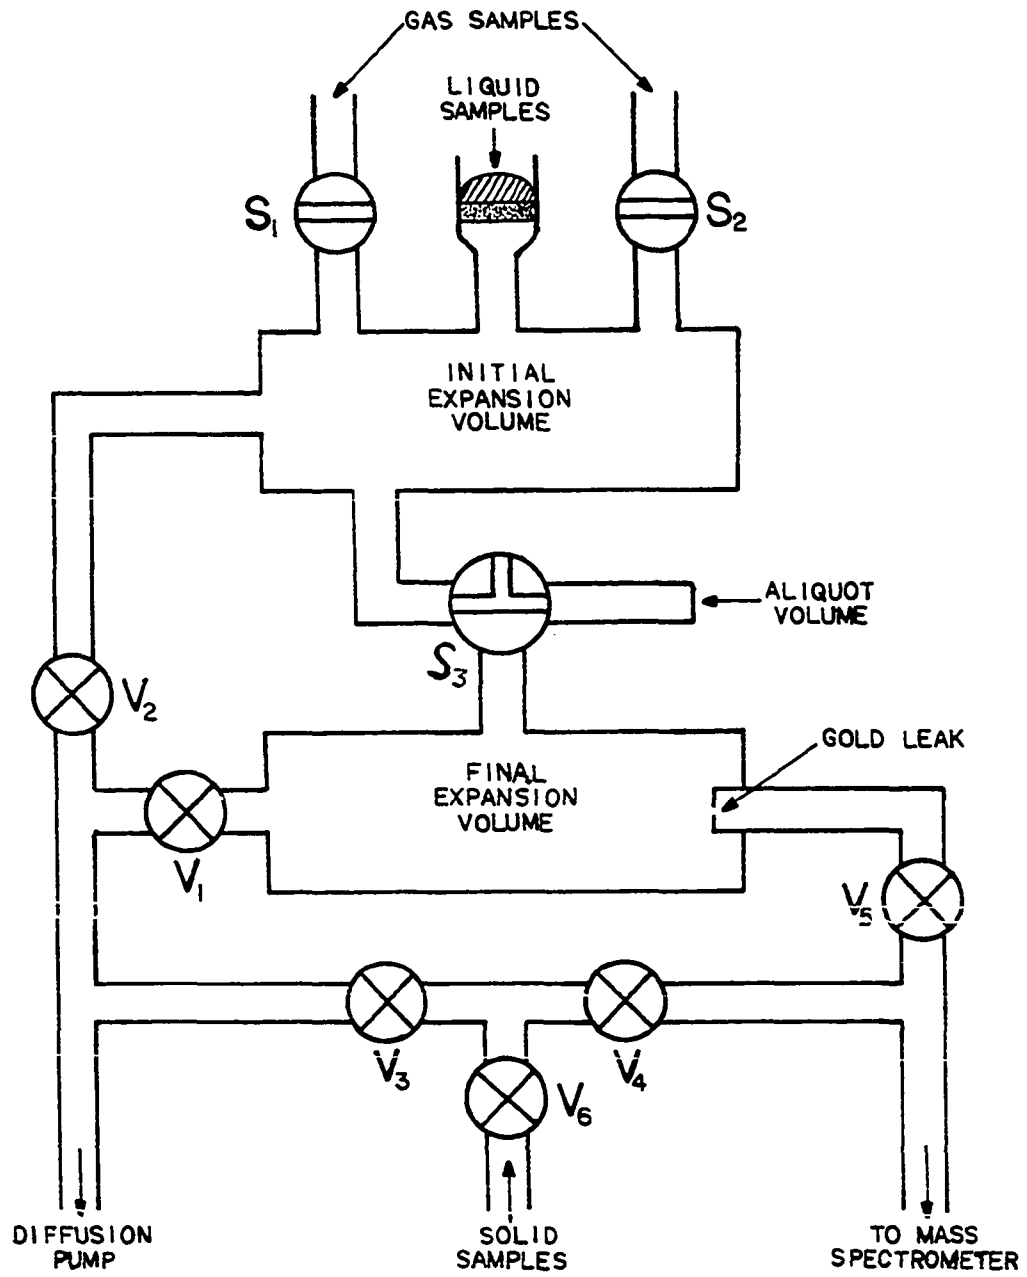 GAS SAMPLES
LIQUID
SAMPLES
S1
S2
INITIAL
EXPANSION
VOLUME
ALIQUOT
VOLUME
S3
V2
GOLD LEAK
FINAL
EXPANSION
VOLUME
V1
V5
V3
V4
V6
DIFFUSION
PUMP
SOLID
SAMPLES
TO MASS
SPECTROMETER